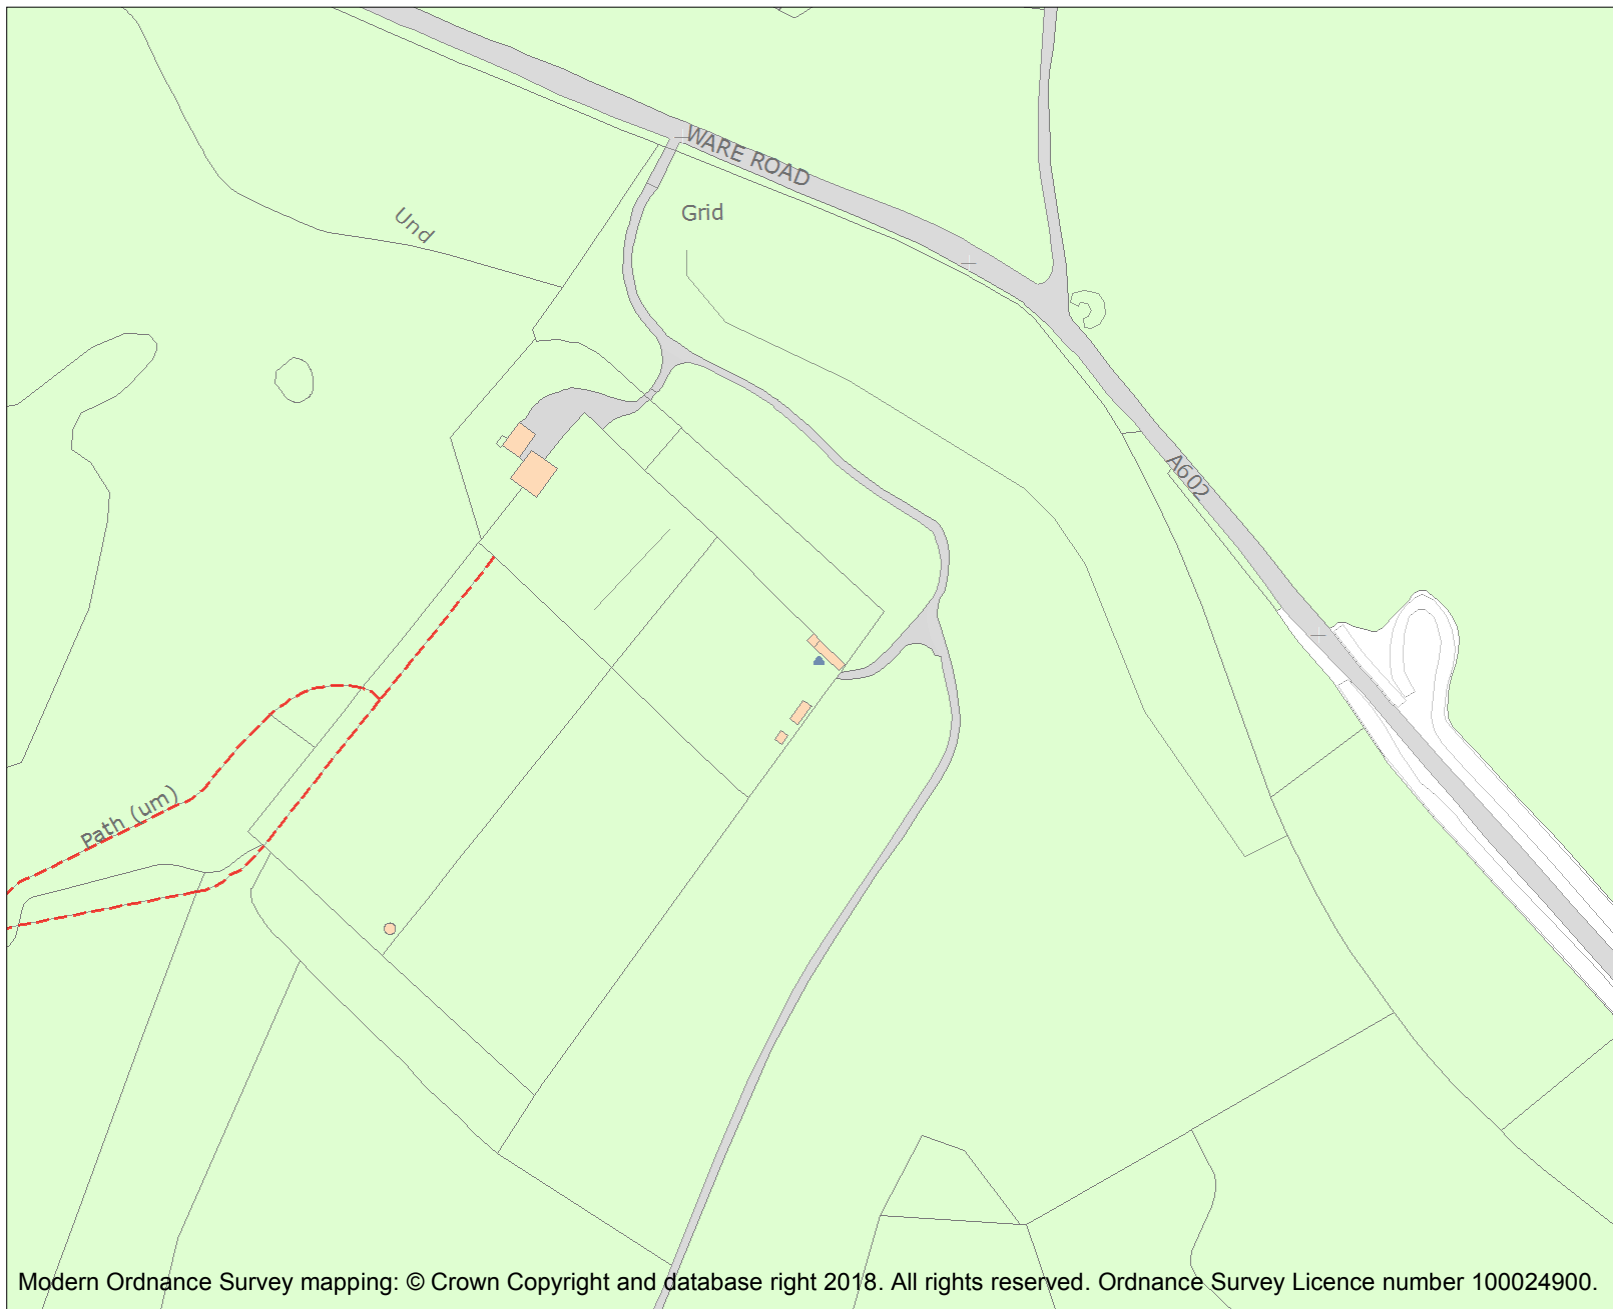 WARE ROAD
Grid
Und
A602
Path (um)
Modern Ordnance Survey mapping: © Crown Copyright and database right 2018. All rights reserved. Ordnance Survey Licence number 100024900.